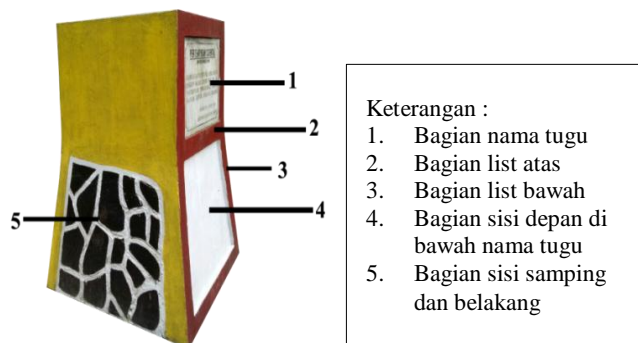 1
2
3
4
5
Keterangan :
1. Bagian nama tugu
2. Bagian list atas
3. Bagian list bawah
4. Bagian sisi depan di
bawah nama tugu
5. Bagian sisi samping
dan belakang